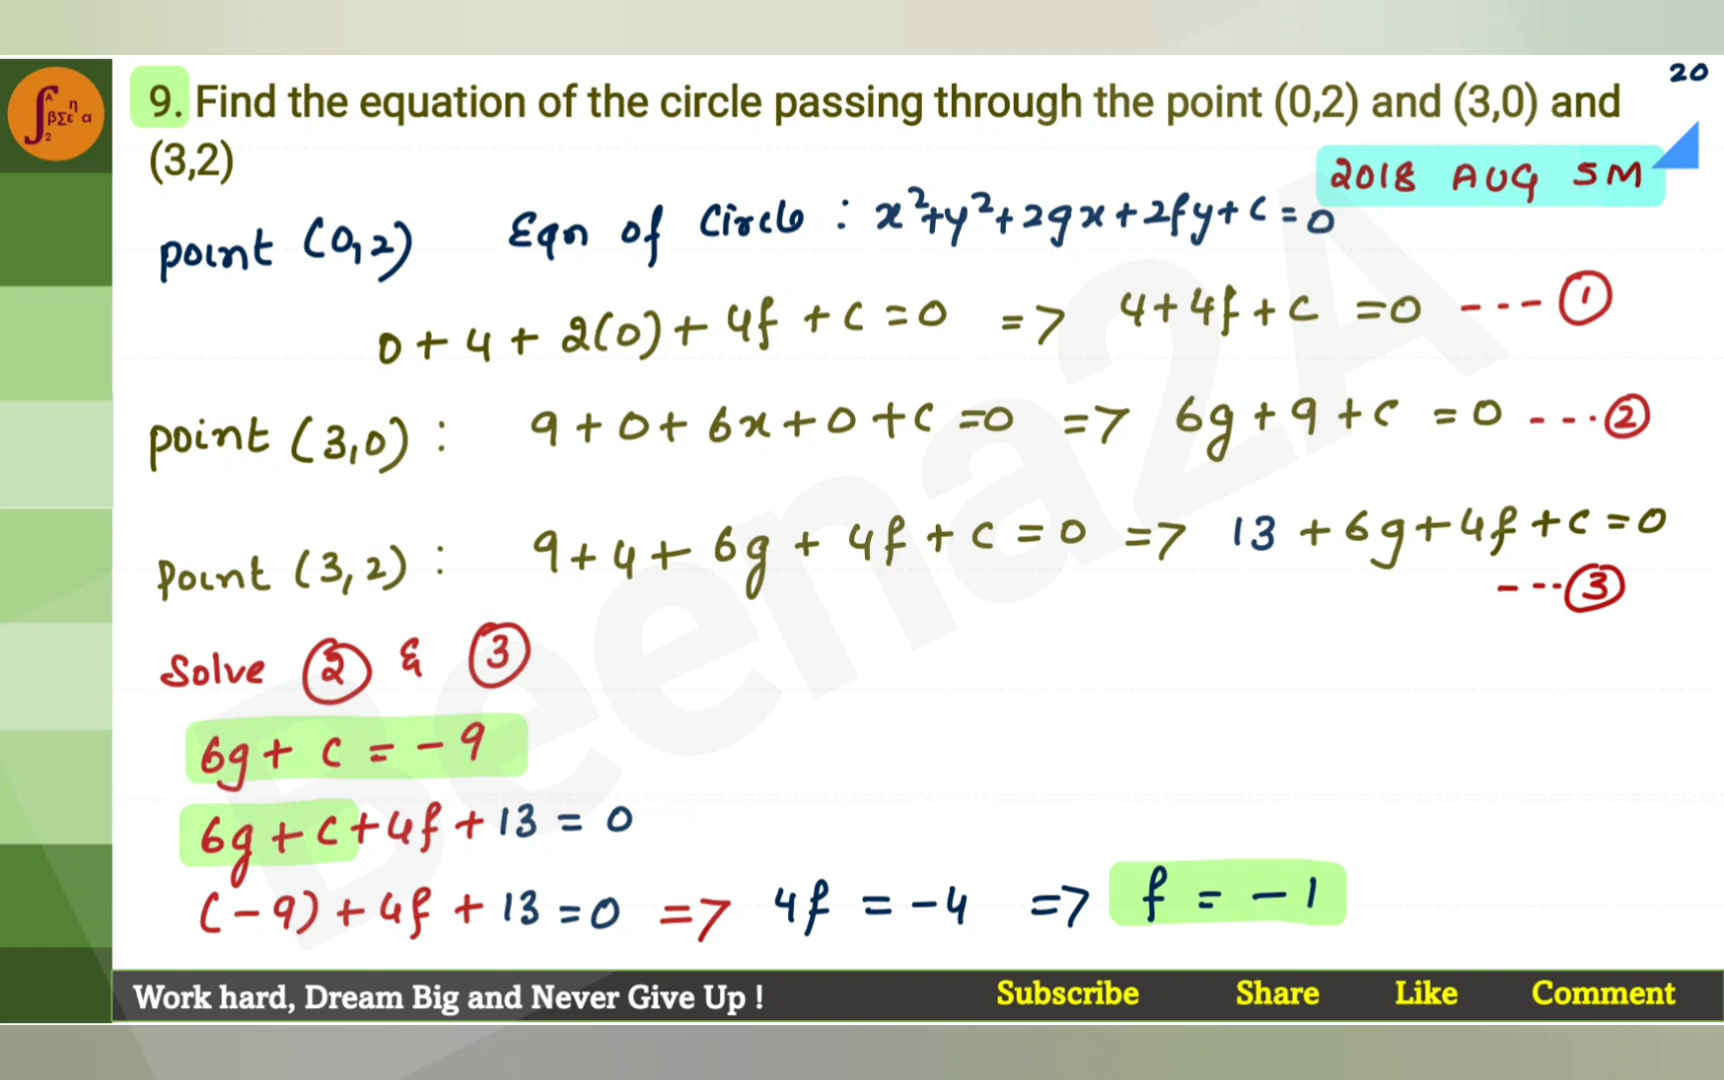 20
9. Find the equation of the circle passing through the point (0,2) and (3,0) and
(3,2)
2018 AUG 5M
point (0,2) Eqn of Circle : x²+y²+2gx+2fy+c=0
0+4+2(0)+4f+c=0 => 4+4f+c=0 ---①
point (3,0) : 9+0+6x+0+c=0 => 6g+9+c=0 ---②
Point (3,2) : 9+4+6g+4f+c=0 => 13+6g+4f+c=0
---③
Solve ② & ③
6g+c=-9
6g+c+4f+13=0
(-9)+4f+13=0 => 4f=-4 => f=-1
Beena2A
Work hard, Dream Big and Never Give Up !
Subscribe Share Like Comment